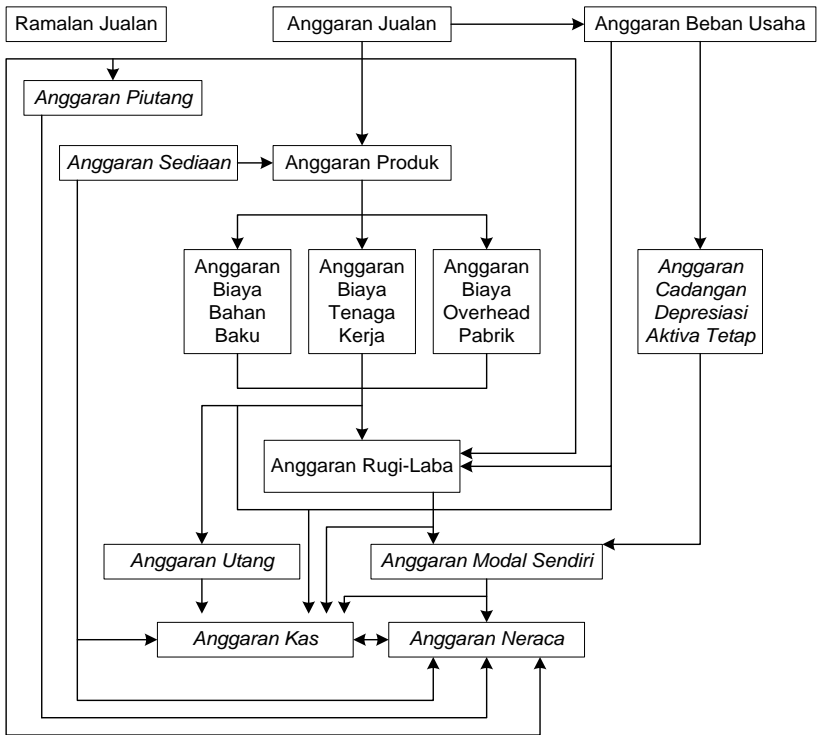 Ramalan Jualan
Anggaran Jualan
Anggaran Beban Usaha
Anggaran Piutang
Anggaran Sediaan
Anggaran Produk
Anggaran
Biaya
Bahan
Baku
Anggaran
Biaya
Tenaga
Kerja
Anggaran
Biaya
Overhead
Pabrik
Anggaran
Cadangan
Depresiasi
Aktiva Tetap
Anggaran Rugi-Laba
Anggaran Utang
Anggaran Modal Sendiri
Anggaran Kas
Anggaran Neraca